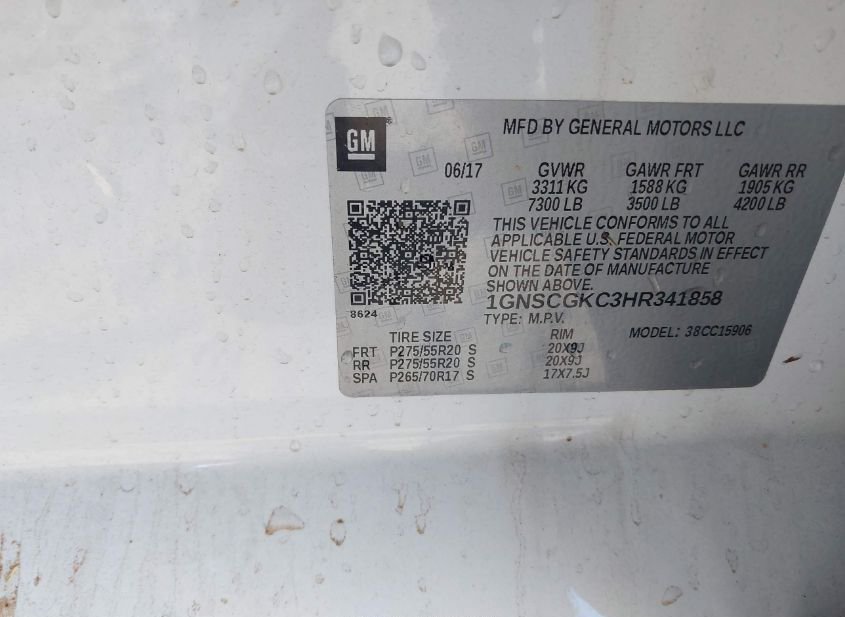 GM
MFD BY GENERAL MOTORS LLC
06/17 GVWR GAWR FRT GAWR RR
3311 KG 1588 KG 1905 KG
7300 LB 3500 LB 4200 LB
THIS VEHICLE CONFORMS TO ALL
APPLICABLE U.S. FEDERAL MOTOR
VEHICLE SAFETY STANDARDS IN EFFECT
ON THE DATE OF MANUFACTURE
SHOWN ABOVE.
1GNSCGKC3HR341858
8624
TYPE: M.P.V.
MODEL: 38CC15906
TIRE SIZE RIM
FRT P275/55R20 S 20X9J
RR P275/55R20 S 20X9J
SPA P265/70R17 S 17X7.5J